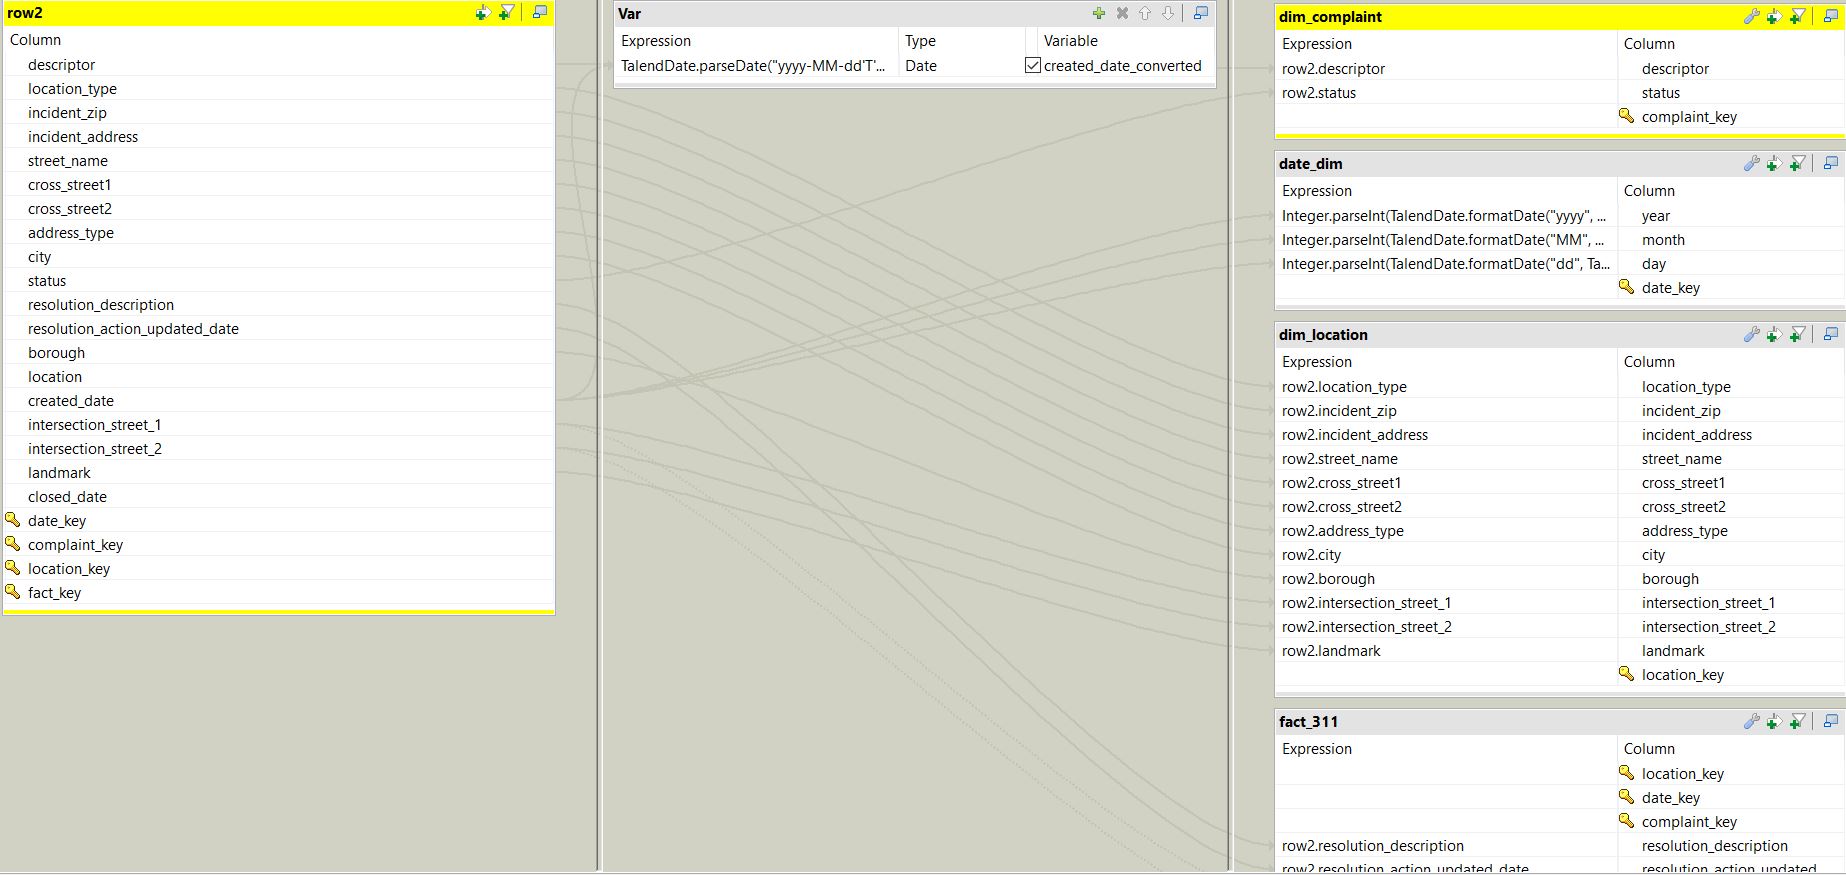 row2
Column
descriptor
location_type
incident_zip
incident_address
street_name
cross_street1
cross_street2
address_type
city
status
resolution_description
resolution_action_updated_date
borough
location
created_date
intersection_street_1
intersection_street_2
landmark
closed_date
date_key
complaint_key
location_key
fact_key
Var
Expression Type Variable
TalendDate.parseDate("yyyy-MM-dd'T'... Date created_date_converted
dim_complaint
Expression Column
row2.descriptor descriptor
row2.status status
complaint_key
date_dim
Expression Column
Integer.parseInt(TalendDate.formatDate("yyyy", ... year
Integer.parseInt(TalendDate.formatDate("MM", ... month
Integer.parseInt(TalendDate.formatDate("dd", Ta... day
date_key
dim_location
Expression Column
row2.location_type location_type
row2.incident_zip incident_zip
row2.incident_address incident_address
row2.street_name street_name
row2.cross_street1 cross_street1
row2.cross_street2 cross_street2
row2.address_type address_type
row2.city city
row2.borough borough
row2.intersection_street_1 intersection_street_1
row2.intersection_street_2 intersection_street_2
row2.landmark landmark
location_key
fact_311
Expression Column
location_key
date_key
complaint_key
row2.resolution_description resolution_description
row2.resolution_action_updated_date resolution_action_updated